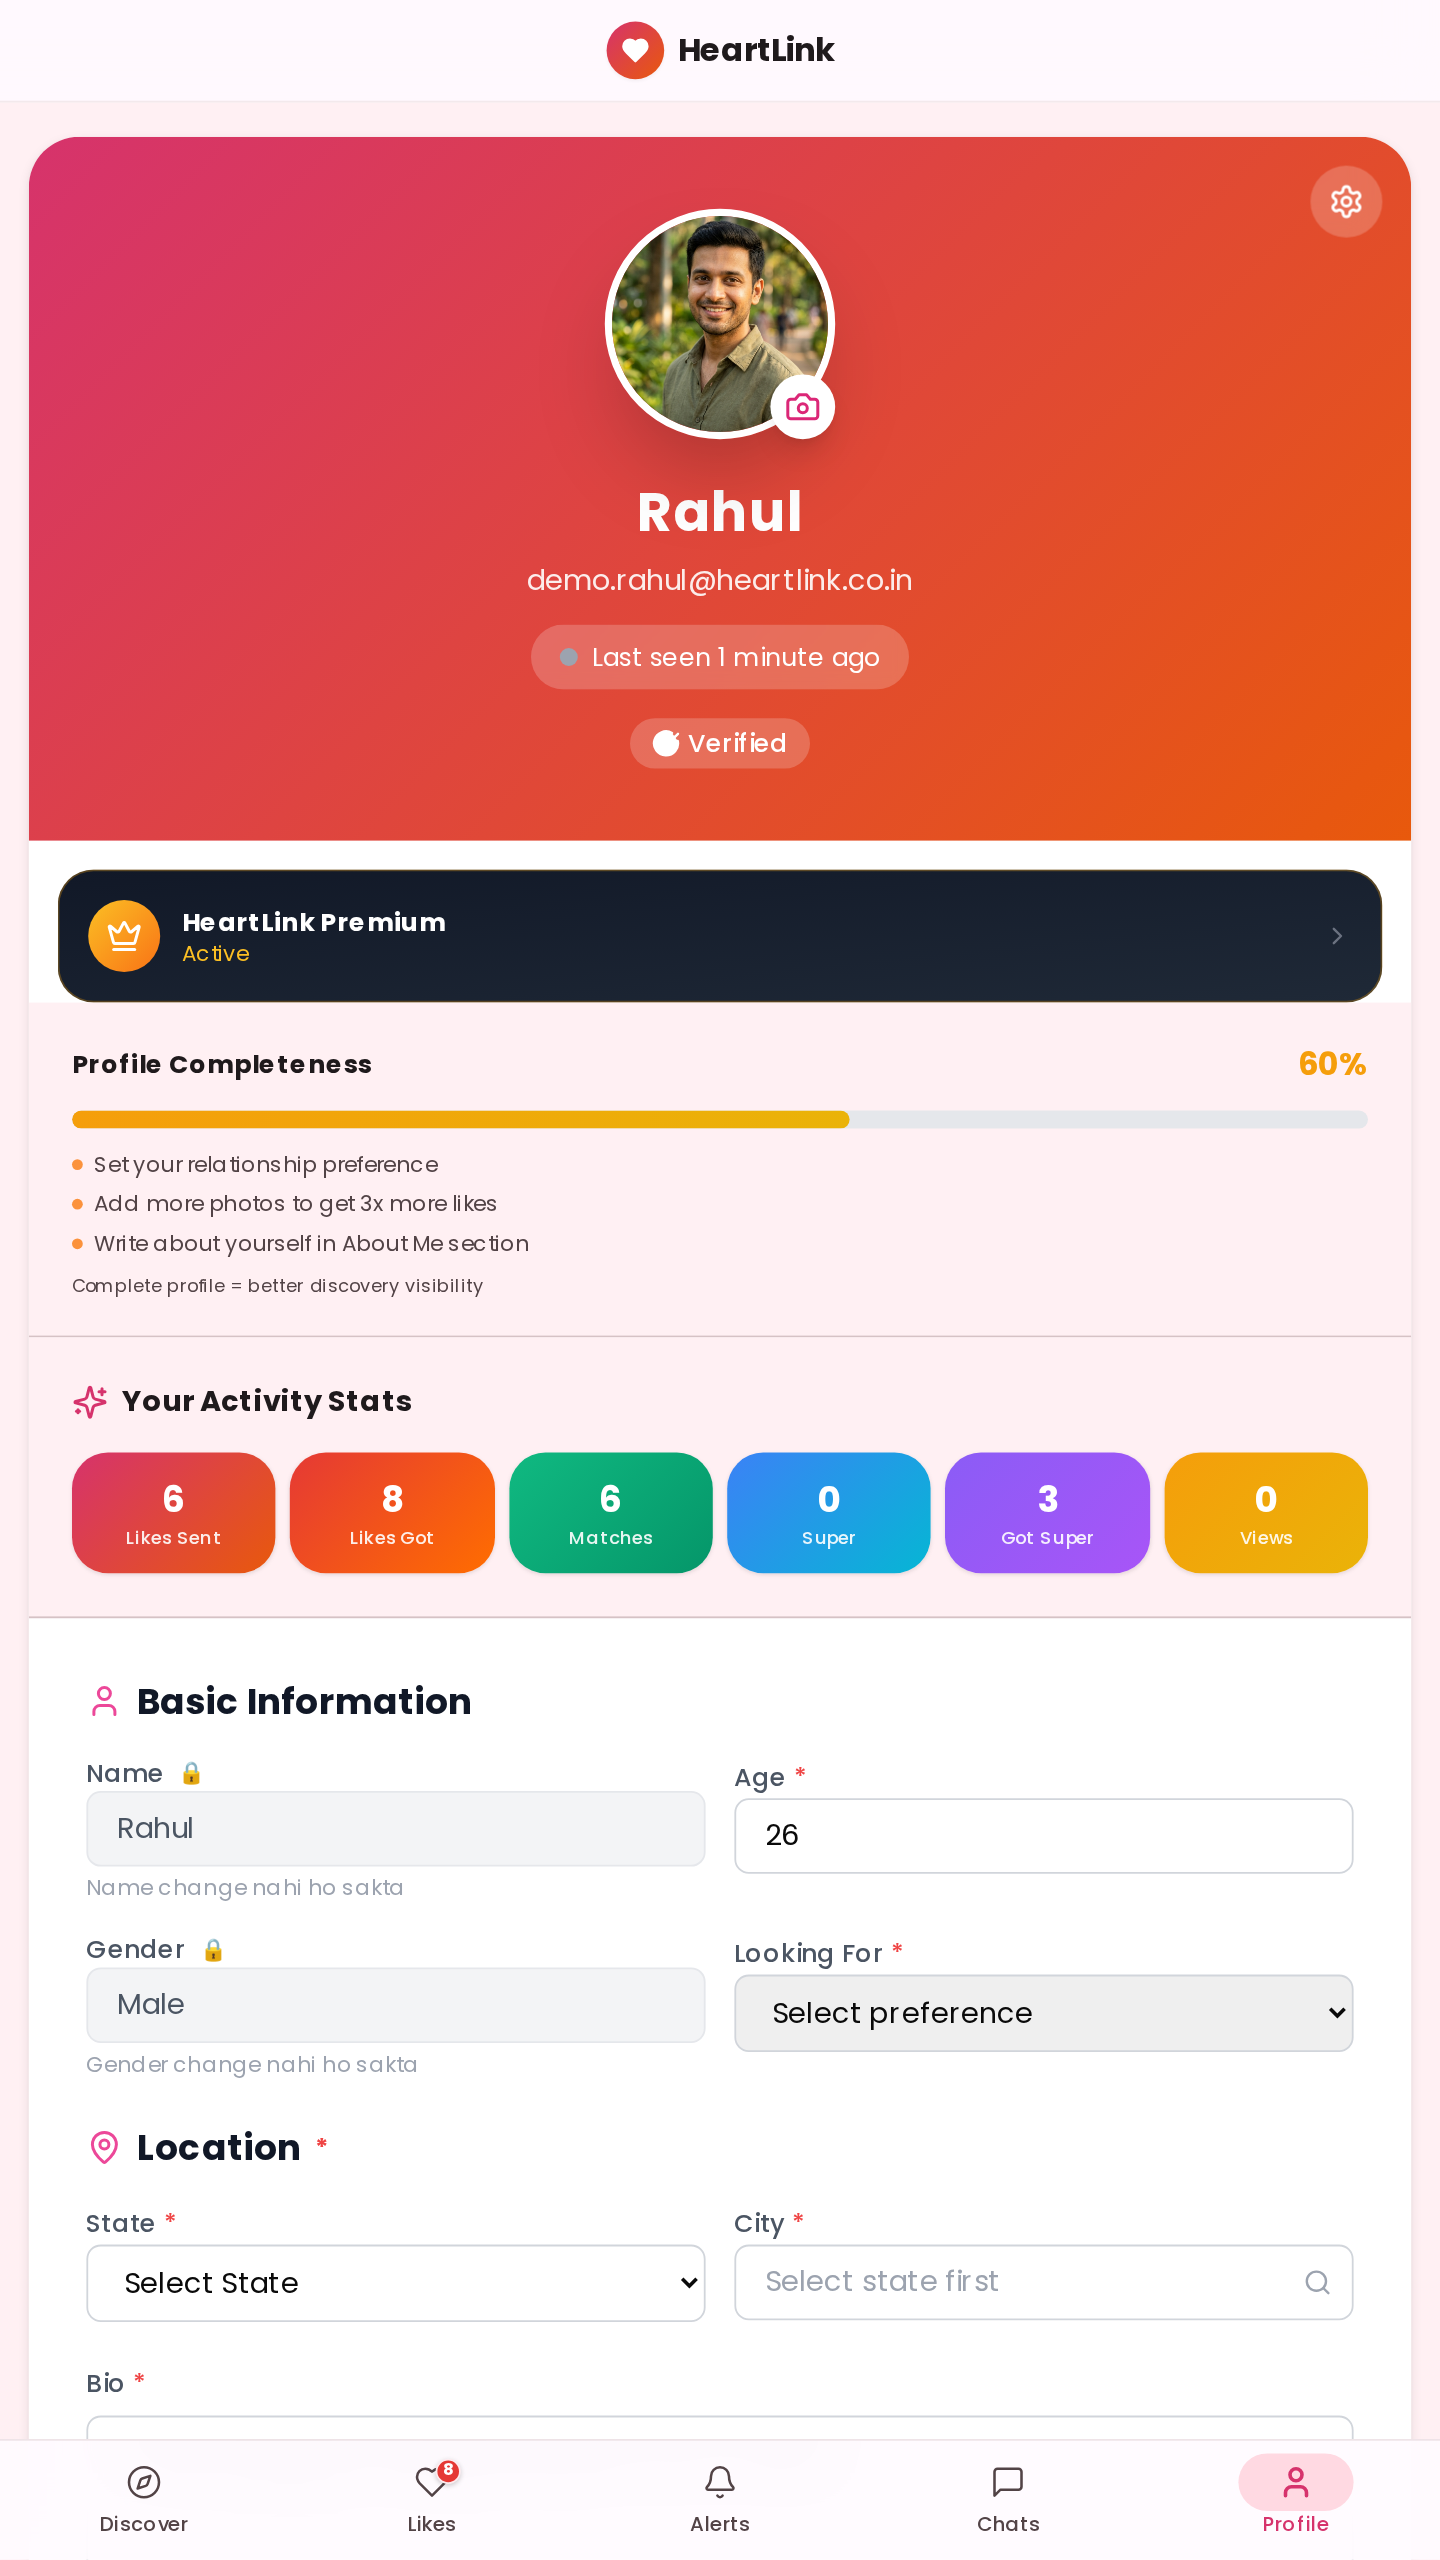 HeartLink
Rahul
demo.rahul@heartlink.co.in
Last seen 1 minute ago
Verified
HeartLink Premium
Active
Profile Completeness
60%
Set your relationship preference
Add more photos to get 3x more likes
Write about yourself in About Me section
Complete profile = better discovery visibility
Your Activity Stats
6
Likes Sent
8
Likes Got
6
Matches
0
Super
3
Got Super
0
Views
Basic Information
Name 🔒
Rahul
Name change nahi ho sakta
Age *
26
Gender 🔒
Male
Gender change nahi ho sakta
Looking For *
Select preference
Location *
State *
Select State
City *
Select state first
Bio *
Discover
8
Likes
Alerts
Chats
Profile